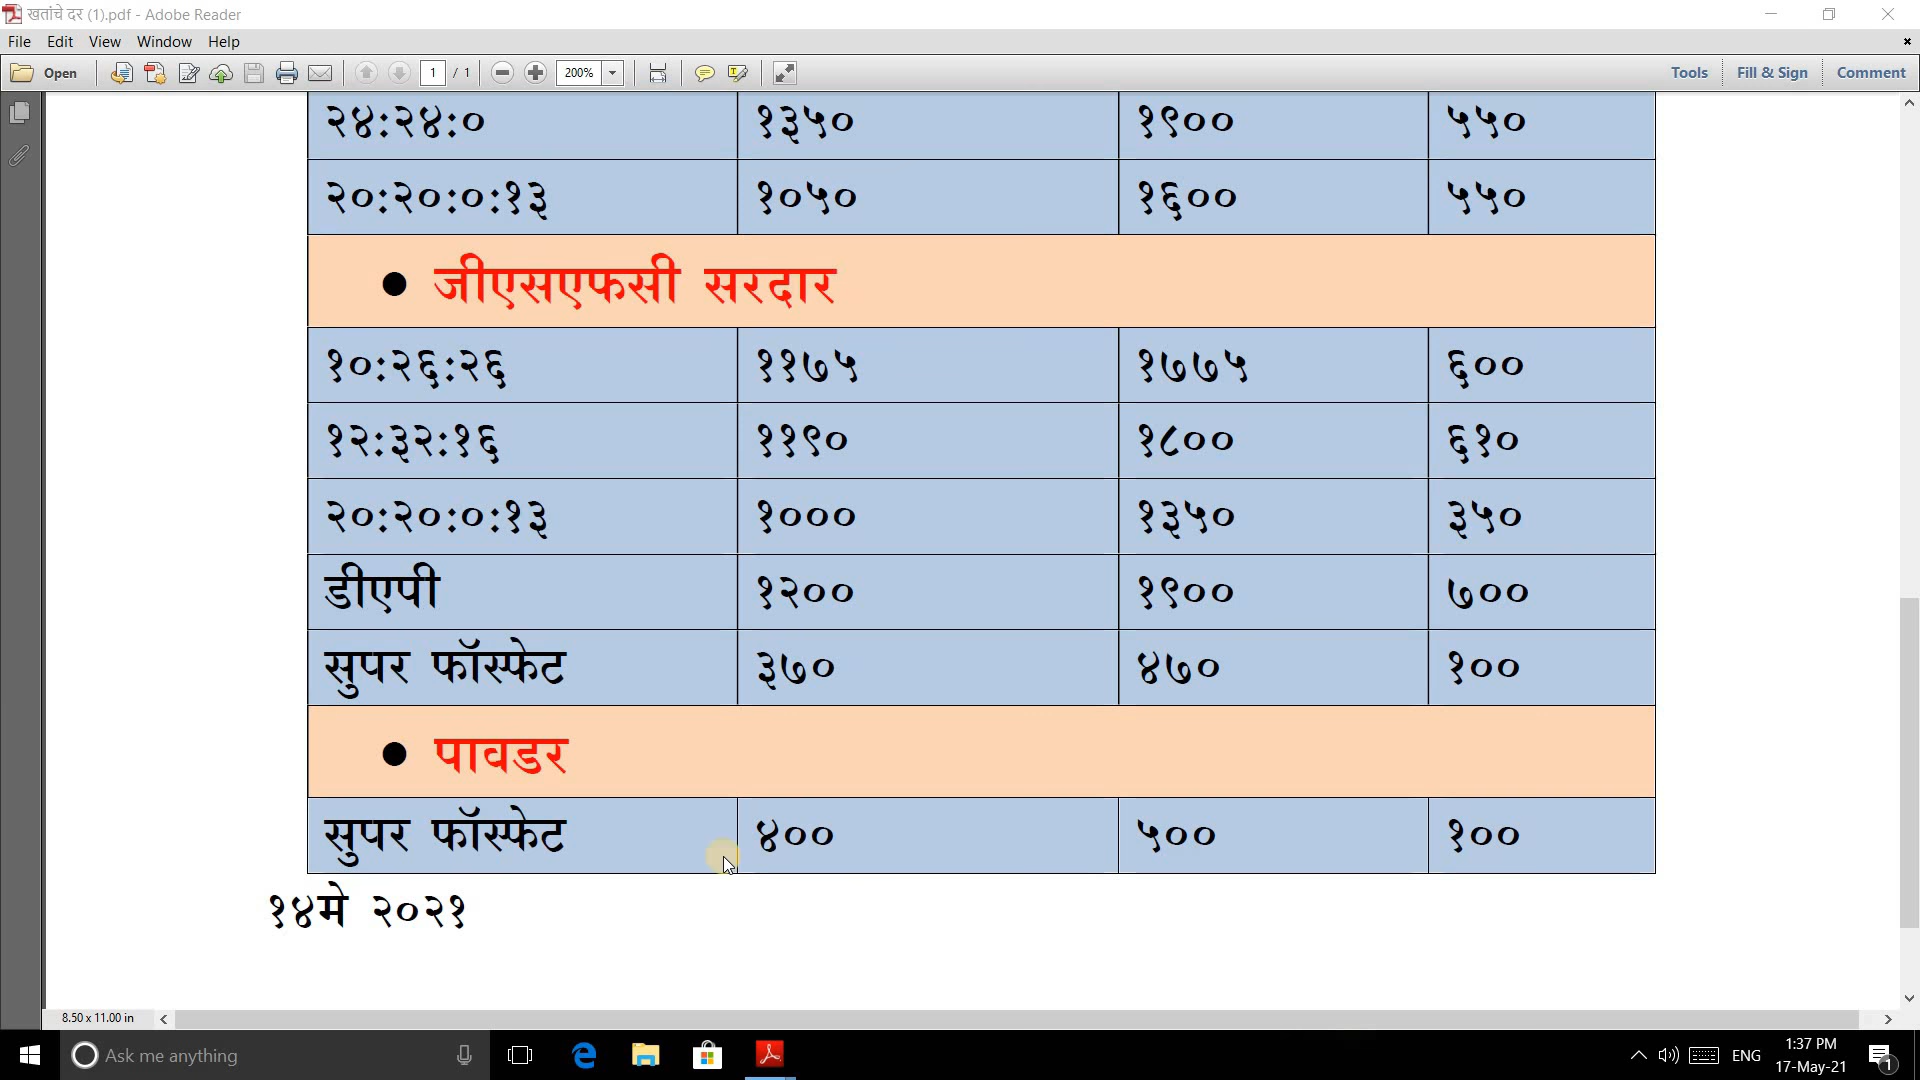 खतांचे दर (1).pdf - Adobe Reader
File Edit View Window Help
Open 1 / 1 200% Tools Fill & Sign Comment
२४:२४:० १३५० १९०० ५५०
२०:२०:०:१३ १०५० १६०० ५५०
● जीएसएफसी सरदार
१०:२६:२६ ११७५ १७७५ ६००
१२:३२:१६ ११९० १८०० ६१०
२०:२०:०:१३ १००० १३५० ३५०
डीएपी १२०० १९०० ७००
सुपर फॉस्फेट ३७० ४७० १००
● पावडर
सुपर फॉस्फेट ४०० ५०० १००
१४मे २०२१
8.50 x 11.00 in
Ask me anything ENG 1:37 PM
17-May-21 1